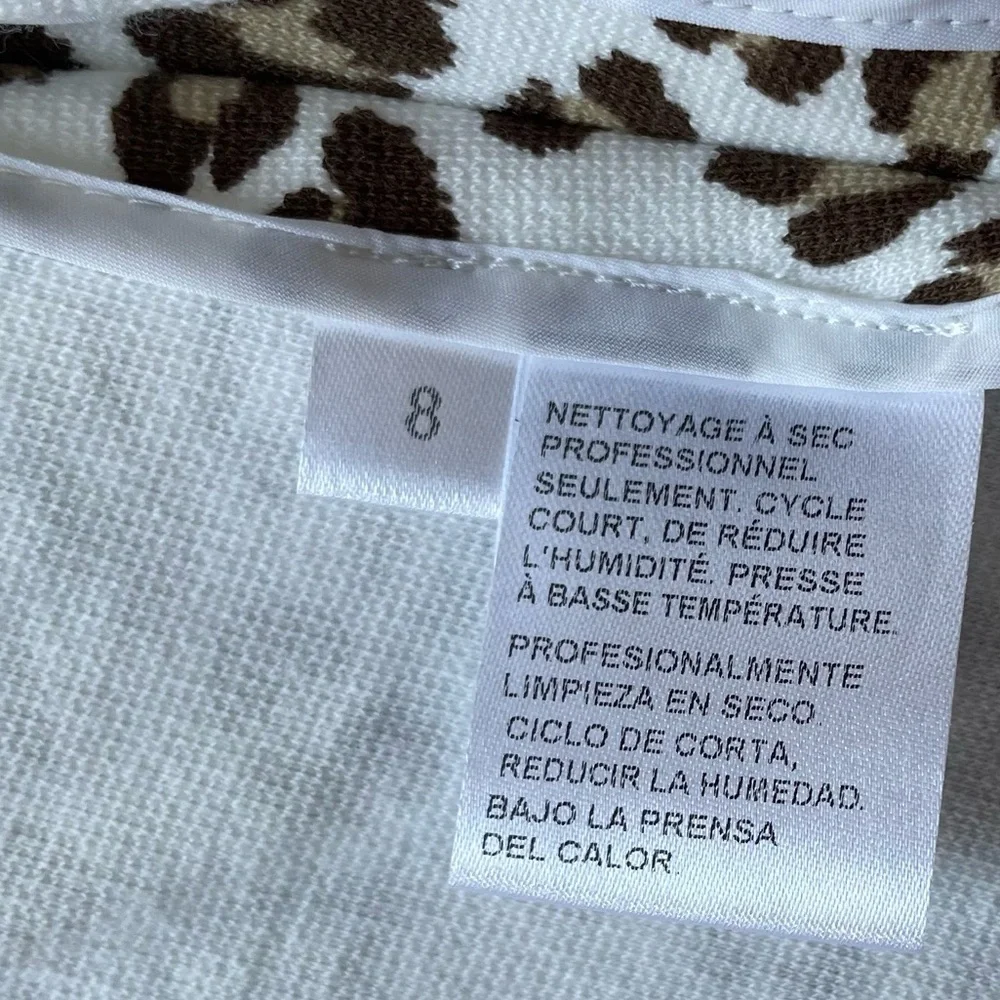 8
NETTOYAGE À SEC
PROFESSIONNEL
SEULEMENT. CYCLE
COURT, DE RÉDUIRE
L'HUMIDITÉ. PRESSE
À BASSE TEMPÉRATURE.
PROFESIONALMENTE
LIMPIEZA EN SECO
CICLO DE CORTA,
REDUCIR LA HUMEDAD.
BAJO LA PRENSA
DEL CALOR.